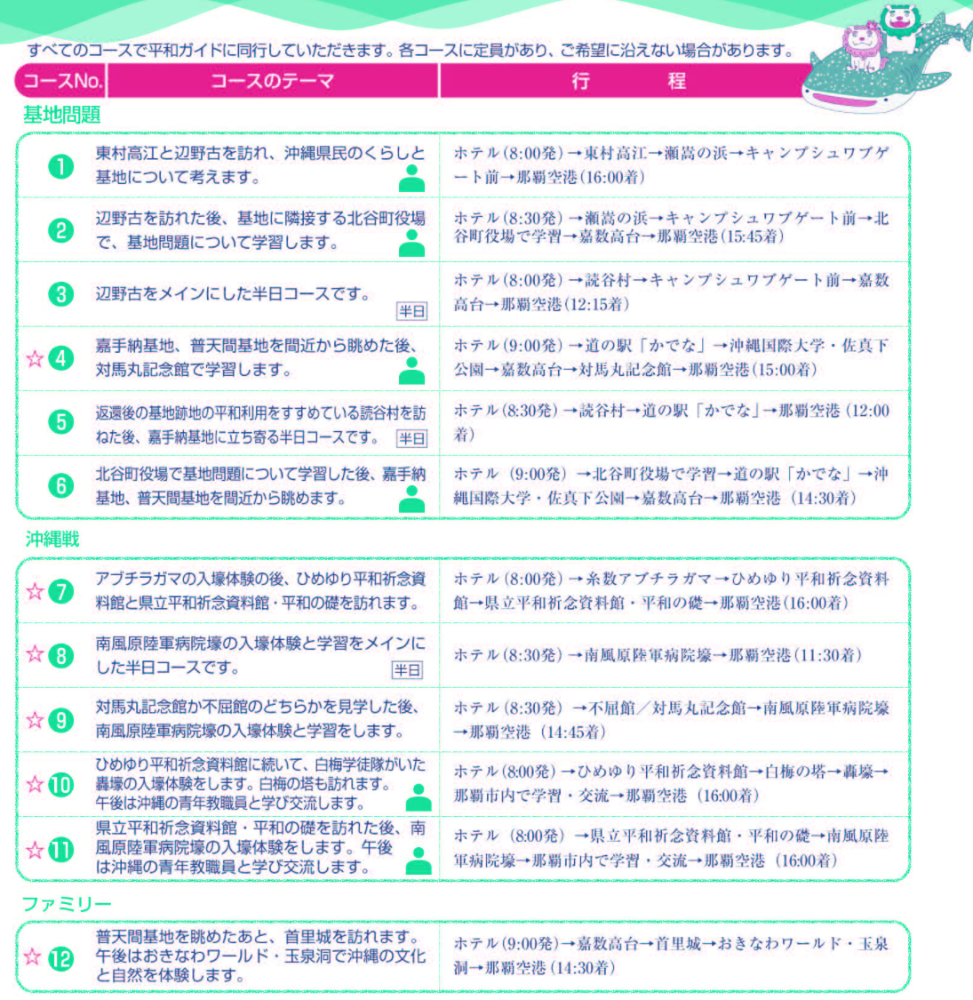 すべてのコースで平和ガイドに同行していただきます。各コースに定員があり、ご希望に沿えない場合があります。
コースNo. コースのテーマ 行程
基地問題
1 東村高江と辺野古を訪れ、沖縄県民のくらしと
基地について考えます。
ホテル(8:00発)→東村高江→瀬嵩の浜→キャンプシュワブゲ
ート前→那覇空港(16:00着)
2 辺野古を訪れた後、基地に隣接する北谷町役場
で、基地問題について学習します。
ホテル(8:30発)→瀬嵩の浜→キャンプシュワブゲート前→北
谷町役場で学習→嘉数高台→那覇空港(15:45着)
3 辺野古をメインにした半日コースです。
半日
ホテル(8:00発)→読谷村→キャンプシュワブゲート前→嘉数
高台→那覇空港(12:15着)
☆4 嘉手納基地、普天間基地を間近から眺めた後、
対馬丸記念館で学習します。
ホテル(9:00発)→道の駅「かでな」→沖縄国際大学・佐真下
公園→嘉数高台→対馬丸記念館→那覇空港(15:00着)
5 返還後の基地跡地の平和利用をすすめている読谷村を訪
ねた後、嘉手納基地に立ち寄る半日コースです。 半日
ホテル(8:30発)→読谷村→道の駅「かでな」→那覇空港(12:00
着)
6 北谷町役場で基地問題について学習した後、嘉手納
基地、普天間基地を間近から眺めます。
ホテル(9:00発)→北谷町役場で学習→道の駅「かでな」→沖
縄国際大学・佐真下公園→嘉数高台→那覇空港(14:30着)
沖縄戦
☆7 アブチラガマの入壕体験の後、ひめゆり平和祈念資
料館と県立平和祈念資料館・平和の礎を訪れます。
ホテル(8:00発)→糸数アブチラガマ→ひめゆり平和祈念資料
館→県立平和祈念資料館・平和の礎→那覇空港(16:00着)
☆8 南風原陸軍病院壕の入壕体験と学習をメインに
した半日コースです。 半日
ホテル(8:30発)→南風原陸軍病院壕→那覇空港(11:30着)
☆9 対馬丸記念館か不屈館のどちらかを見学した後、
南風原陸軍病院壕の入壕体験と学習をします。
ホテル(8:30発)→不屈館／対馬丸記念館→南風原陸軍病院壕
→那覇空港(14:45着)
☆10 ひめゆり平和祈念資料館に続いて、白梅学徒隊がいた
轟壕の入壕体験をします。白梅の塔も訪れます。
午後は沖縄の青年教職員と学び交流します。
ホテル(8:00発)→ひめゆり平和祈念資料館→白梅の塔→轟壕→
那覇市内で学習・交流→那覇空港(16:00着)
☆11 県立平和祈念資料館・平和の礎を訪れた後、南
風原陸軍病院壕の入壕体験をします。午後
は沖縄の青年教職員と学び交流します。
ホテル(8:00発)→県立平和祈念資料館・平和の礎→南風原陸
軍病院壕→那覇市内で学習・交流→那覇空港(16:00着)
ファミリー
☆12 普天間基地を眺めたあと、首里城を訪れます。
午後はおきなわワールド・玉泉洞で沖縄の文化
と自然を体験します。
ホテル(9:00発)→嘉数高台→首里城→おきなわワールド・玉泉
洞→那覇空港(14:30着)